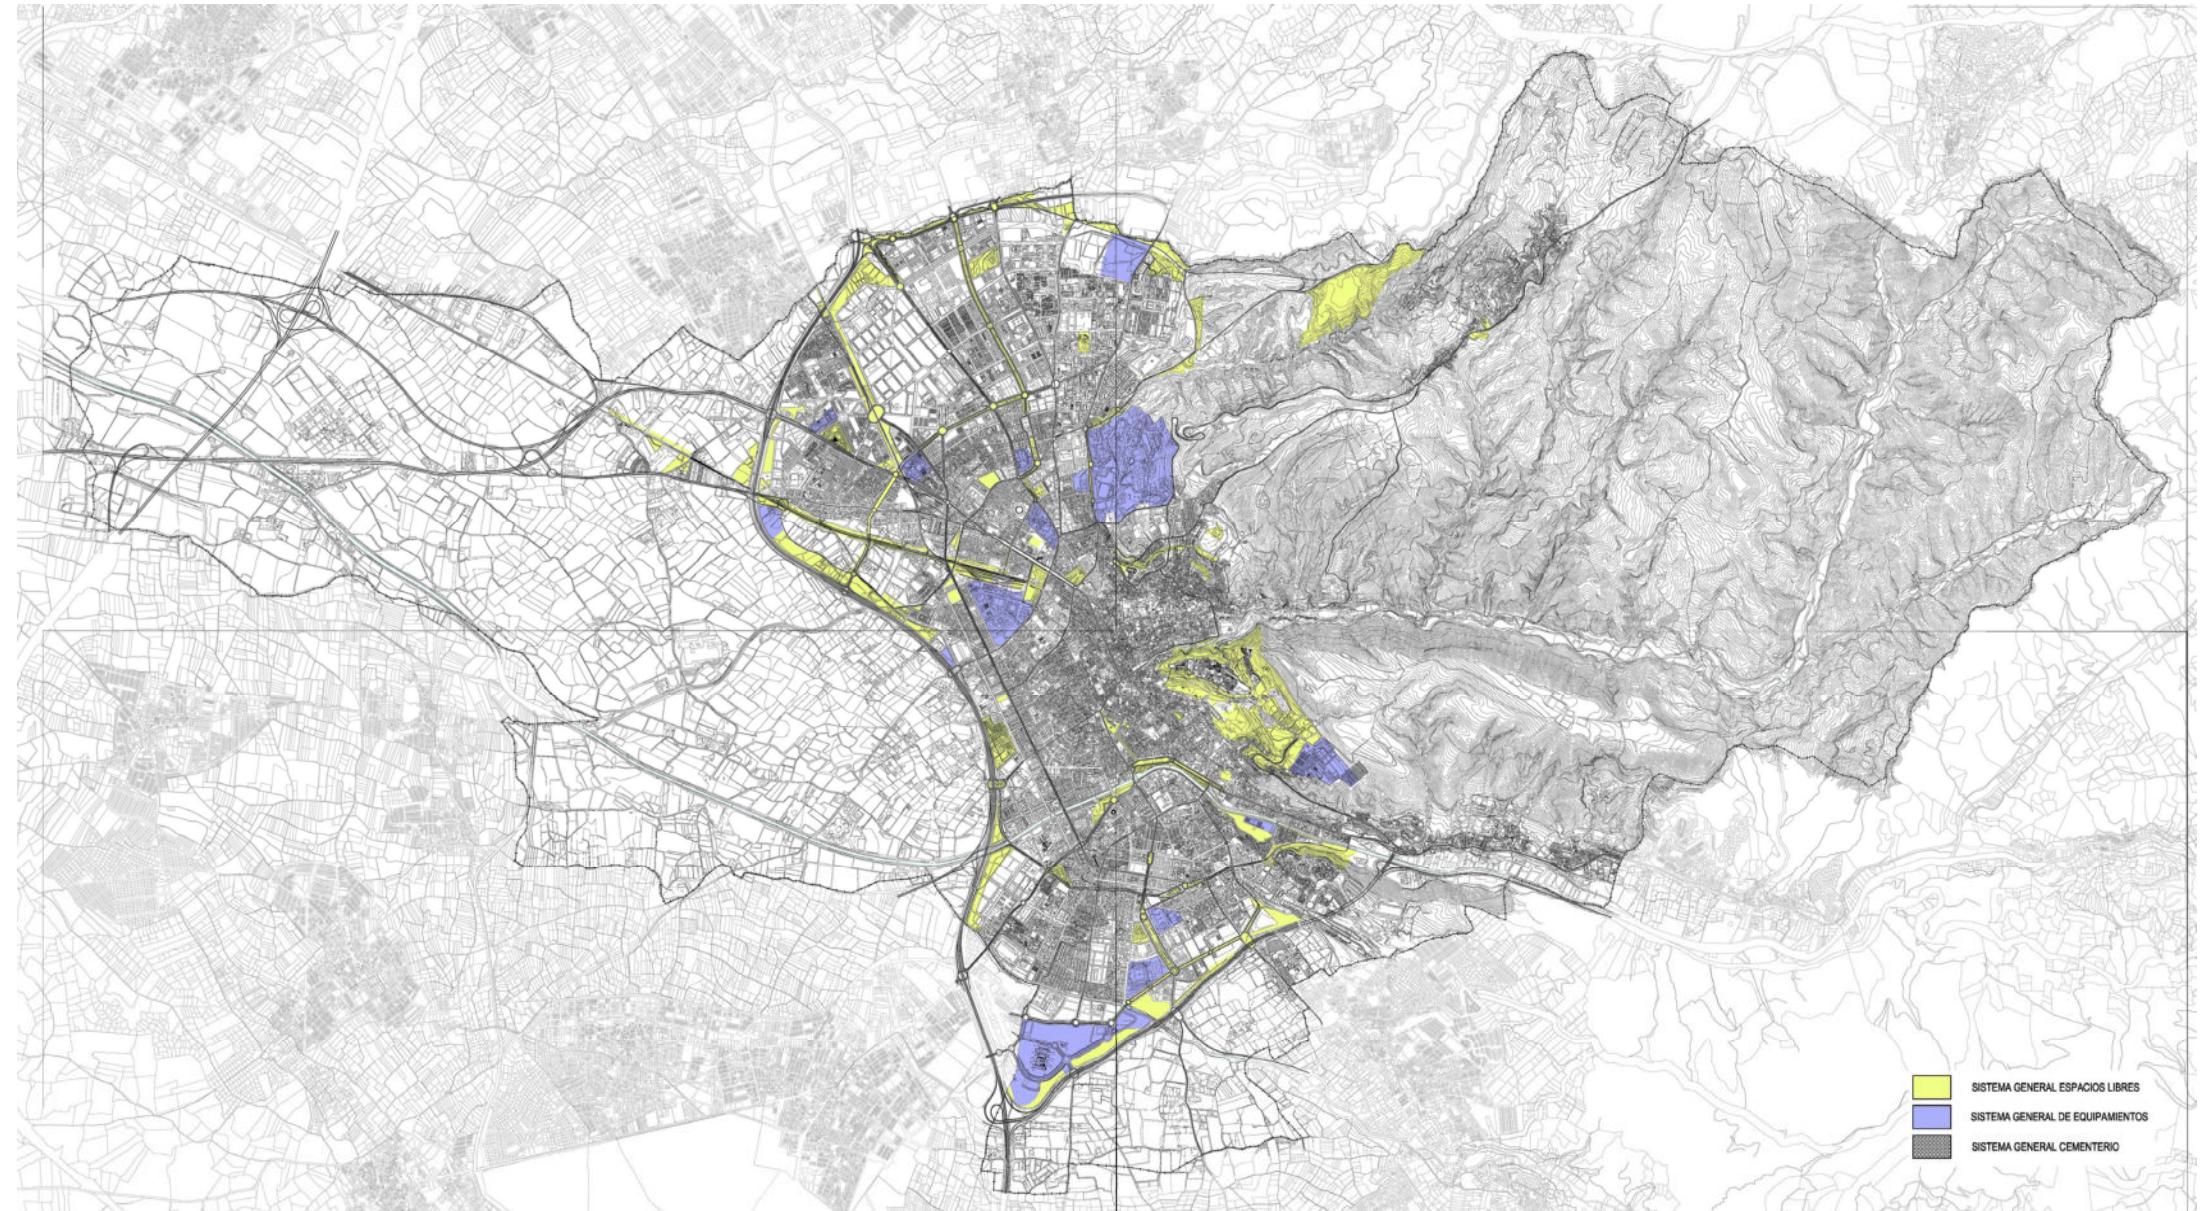 SISTEMA GENERAL ESPACIOS LIBRES
SISTEMA GENERAL DE EQUIPAMIENTOS
SISTEMA GENERAL CEMENTERIO